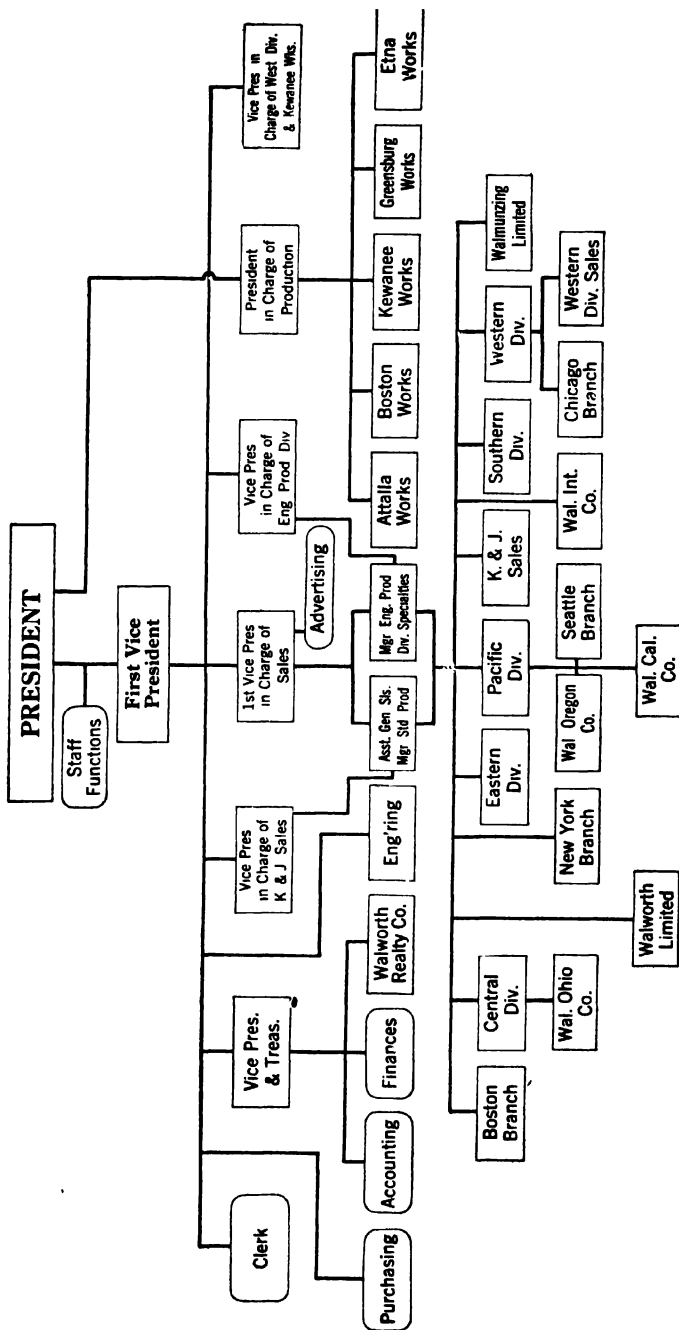 PRESIDENT
Staff
Functions
First Vice
President
Clerk
Vice Pres.
& Treas.
Vice Pres
in Charge of
K & J Sales
1st Vice Pres
in Charge of
Sales
Advertising
Vice Pres
in Charge of
Eng Prod Div
President
in Charge of
Production
Vice Pres in
Charge of West Div.
& Kewanee Wks.
Purchasing
Accounting
Finances
Walworth
Realty Co.
Eng'ring
Asst. Gen Sls.
Mgr Std Prod
Mgr Eng. Prod
Div. Specialties
Attalla
Works
Boston
Works
Kewanee
Works
Greensburg
Works
Etna
Works
Boston
Branch
Central
Div.
Eastern
Div.
Pacific
Div.
K. & J.
Sales
Southern
Div.
Western
Div.
Walmunzing
Limited
Wal. Ohio
Co.
Walworth
Limited
New York
Branch
Wal Oregon
Co.
Seattle
Branch
Wal. Cal.
Co.
Wal. Int.
Co.
Chicago
Branch
Western
Div. Sales